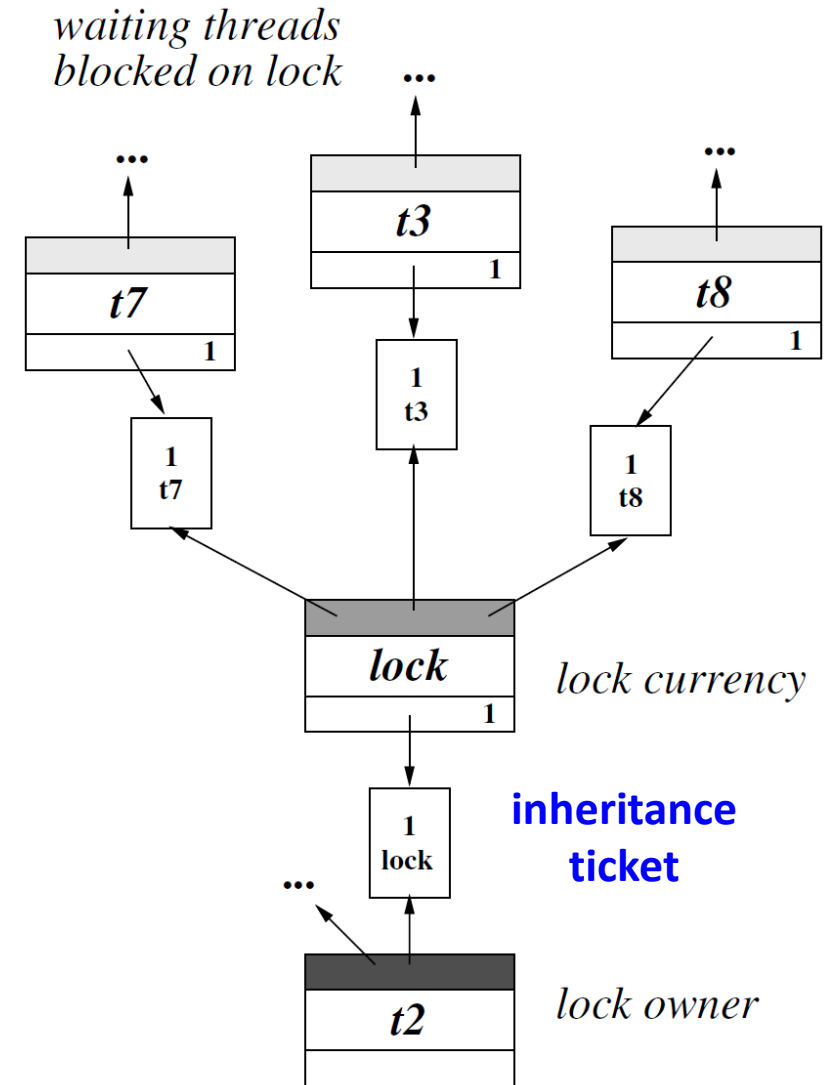 waiting threads
blocked on lock
...
...
...
t3
1
t7
1
t8
1
1
t3
1
t7
1
t8
lock
1
lock currency
inheritance
ticket
1
lock
...
t2
lock owner